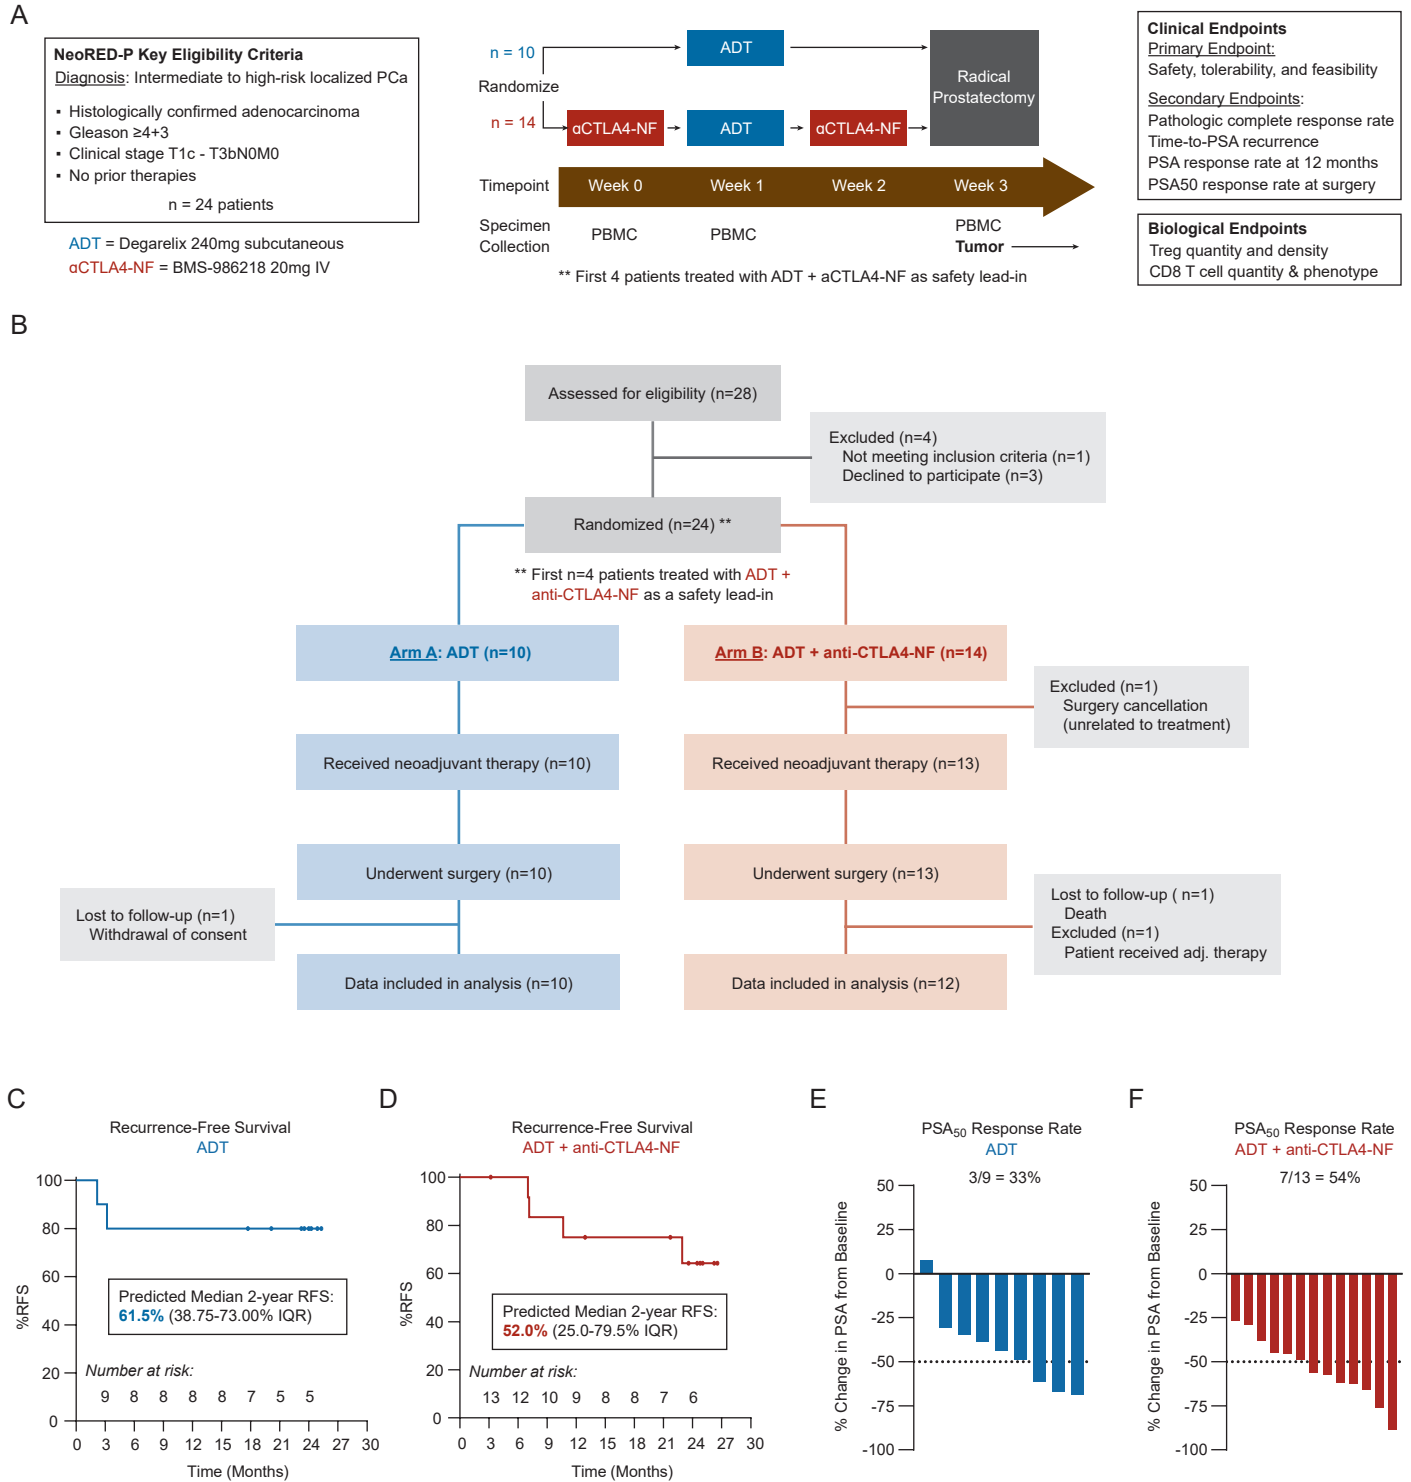 A
NeoRED-P Key Eligibility Criteria
Diagnosis: Intermediate to high-risk localized PCa
▪ Histologically confirmed adenocarcinoma
▪ Gleason ≥4+3
▪ Clinical stage T1c - T3bN0M0
▪ No prior therapies
n = 24 patients
ADT = Degarelix 240mg subcutaneous
αCTLA4-NF = BMS-986218 20mg IV
n = 10
Randomize
n = 14
ADT
αCTLA4-NF
ADT
αCTLA4-NF
Radical
Prostatectomy
Timepoint
Week 0
Week 1
Week 2
Week 3
Specimen
Collection
PBMC
PBMC
PBMC
Tumor
** First 4 patients treated with ADT + aCTLA4-NF as safety lead-in
Clinical Endpoints
Primary Endpoint:
Safety, tolerability, and feasibility
Secondary Endpoints:
Pathologic complete response rate
Time-to-PSA recurrence
PSA response rate at 12 months
PSA50 response rate at surgery
Biological Endpoints
Treg quantity and density
CD8 T cell quantity & phenotype
B
Assessed for eligibility (n=28)
Excluded (n=4)
Not meeting inclusion criteria (n=1)
Declined to participate (n=3)
Randomized (n=24) **
** First n=4 patients treated with ADT +
anti-CTLA4-NF as a safety lead-in
Arm A: ADT (n=10)
Arm B: ADT + anti-CTLA4-NF (n=14)
Excluded (n=1)
Surgery cancellation
(unrelated to treatment)
Received neoadjuvant therapy (n=10)
Received neoadjuvant therapy (n=13)
Underwent surgery (n=10)
Underwent surgery (n=13)
Lost to follow-up (n=1)
Withdrawal of consent
Lost to follow-up ( n=1)
Death
Excluded (n=1)
Patient received adj. therapy
Data included in analysis (n=10)
Data included in analysis (n=12)
C
Recurrence-Free Survival
ADT
%RFS
100
80
60
40
20
0
Predicted Median 2-year RFS:
61.5% (38.75-73.00% IQR)
Number at risk:
9 8 8 8 8 7 5 5
0 3 6 9 12 15 18 21 24 27 30
Time (Months)
D
Recurrence-Free Survival
ADT + anti-CTLA4-NF
%RFS
100
80
60
40
20
0
Predicted Median 2-year RFS:
52.0% (25.0-79.5% IQR)
Number at risk:
13 12 10 9 8 8 7 6
0 3 6 9 12 15 18 21 24 27 30
Time (Months)
E
PSA50 Response Rate
ADT
3/9 = 33%
% Change in PSA from Baseline
50
25
0
-25
-50
-75
-100
F
PSA50 Response Rate
ADT + anti-CTLA4-NF
7/13 = 54%
% Change in PSA from Baseline
50
25
0
-25
-50
-75
-100